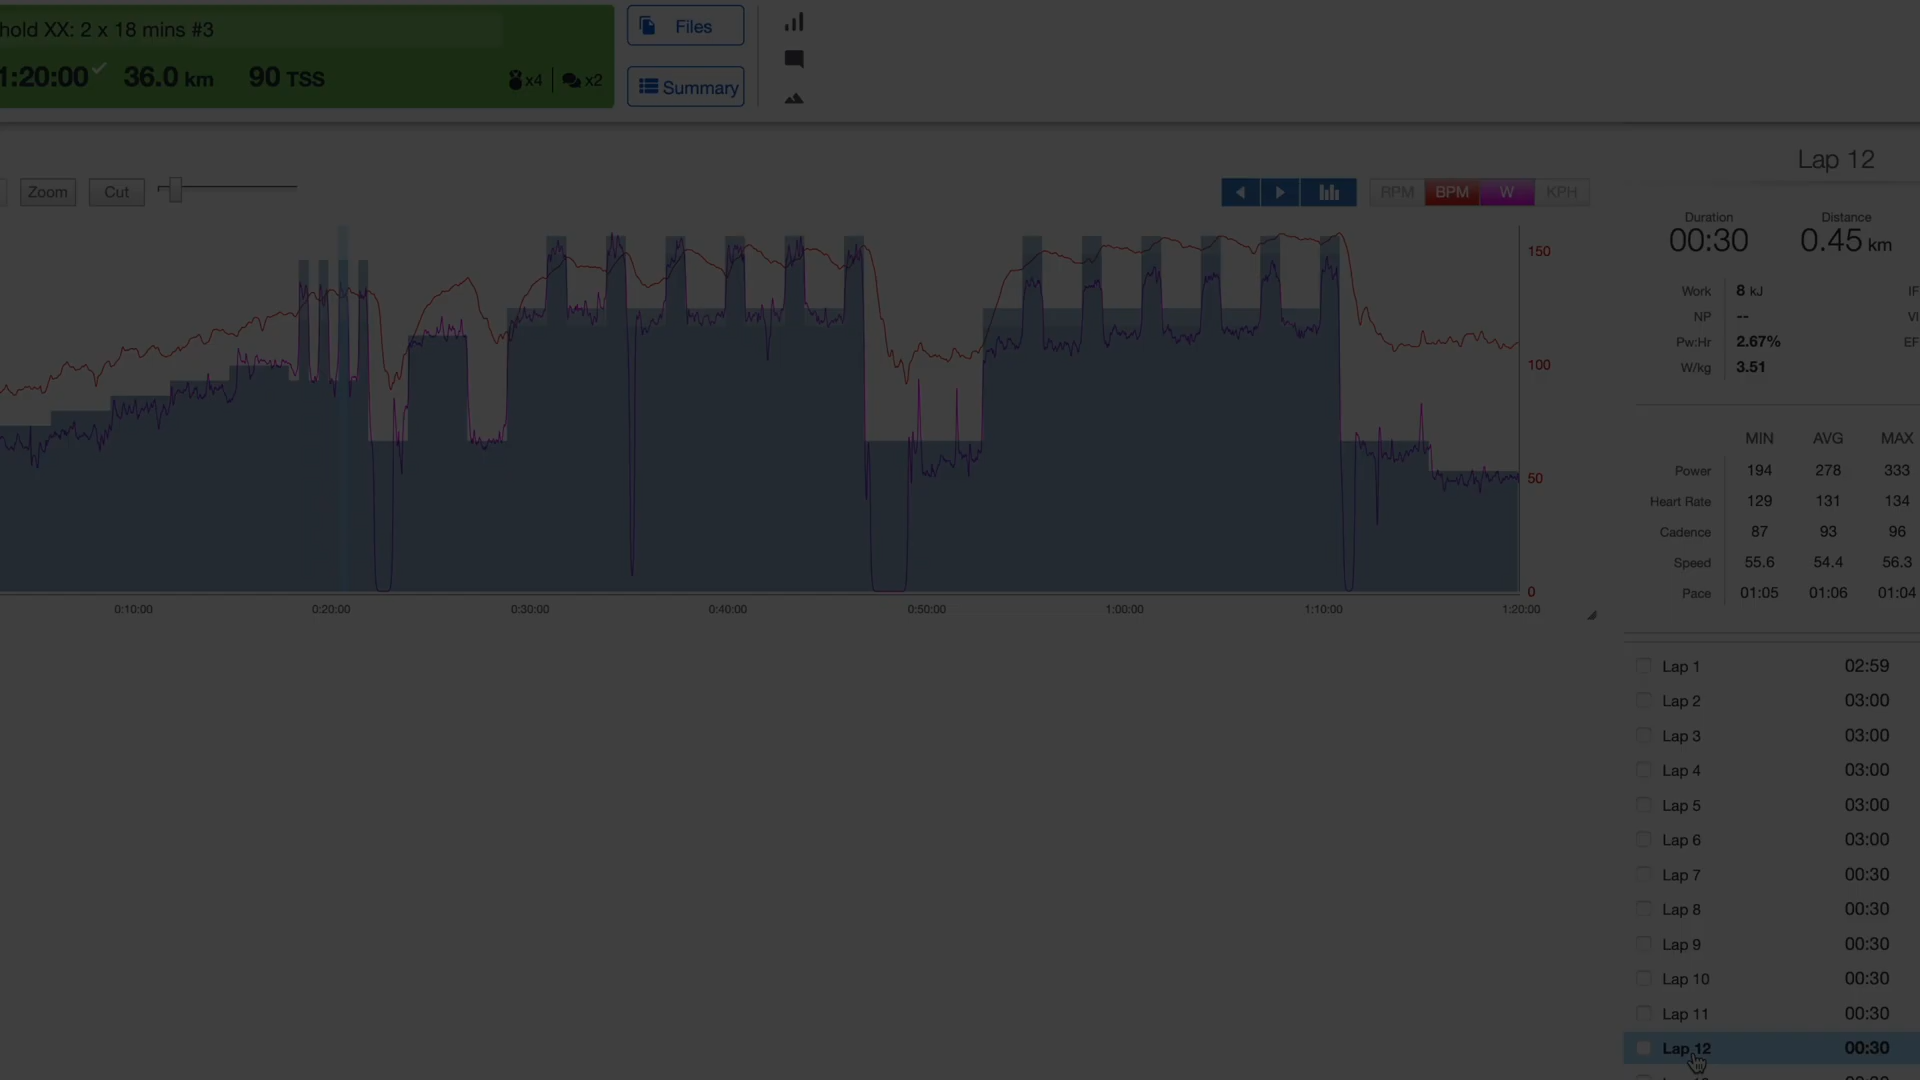 hold XX: 2 x 18 mins #3
1:20:00 36.0 km 90 TSS x4 x2
Files
Summary
Lap 12
Zoom Cut
RPM BPM W KPH
Duration Distance
00:30 0.45 km
Work 8 kJ IF
NP -- VI
Pw:Hr 2.67% EF
W/kg 3.51
150
100
50
0
0:10:00 0:20:00 0:30:00 0:40:00 0:50:00 1:00:00 1:10:00 1:20:00
MIN AVG MAX
Power 194 278 333
Heart Rate 129 131 134
Cadence 87 93 96
Speed 55.6 54.4 56.3
Pace 01:05 01:06 01:04
Lap 1 02:59
Lap 2 03:00
Lap 3 03:00
Lap 4 03:00
Lap 5 03:00
Lap 6 03:00
Lap 7 00:30
Lap 8 00:30
Lap 9 00:30
Lap 10 00:30
Lap 11 00:30
Lap 12 00:30